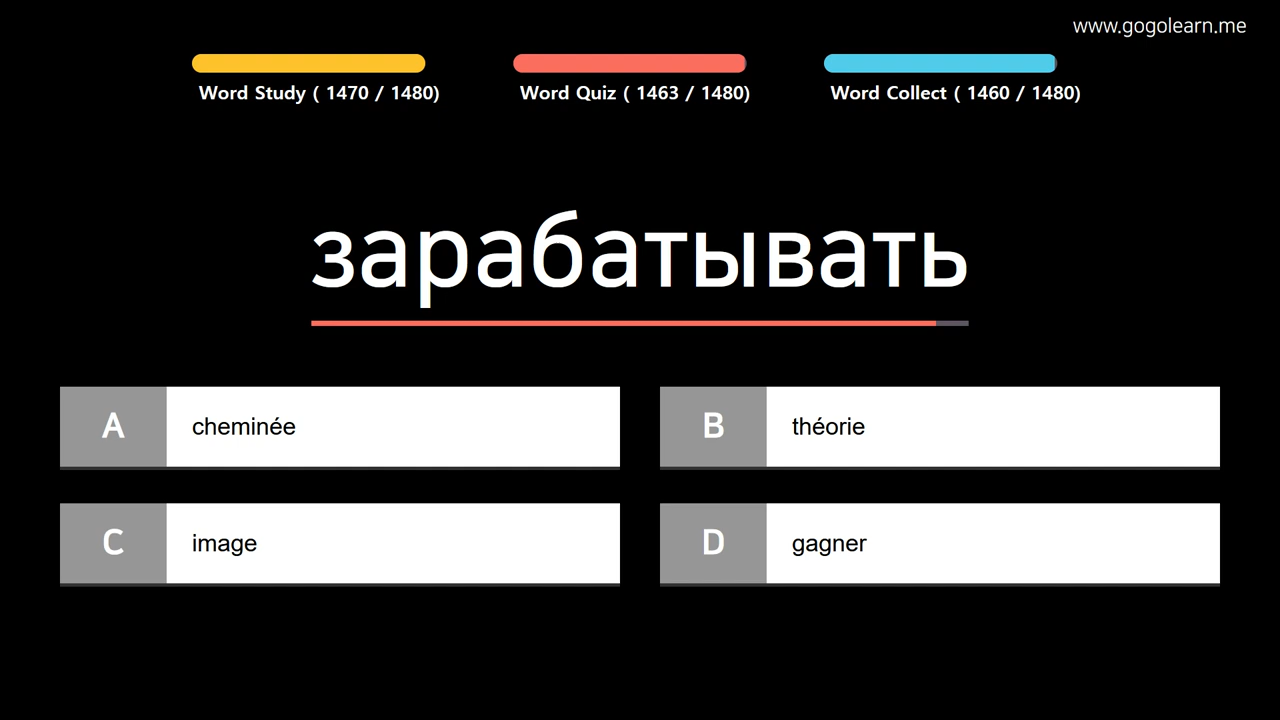 www.gogolearn.me
Word Study ( 1470 / 1480)
Word Quiz ( 1463 / 1480)
Word Collect ( 1460 / 1480)
зарабатывать
A cheminée
B théorie
C image
D gagner